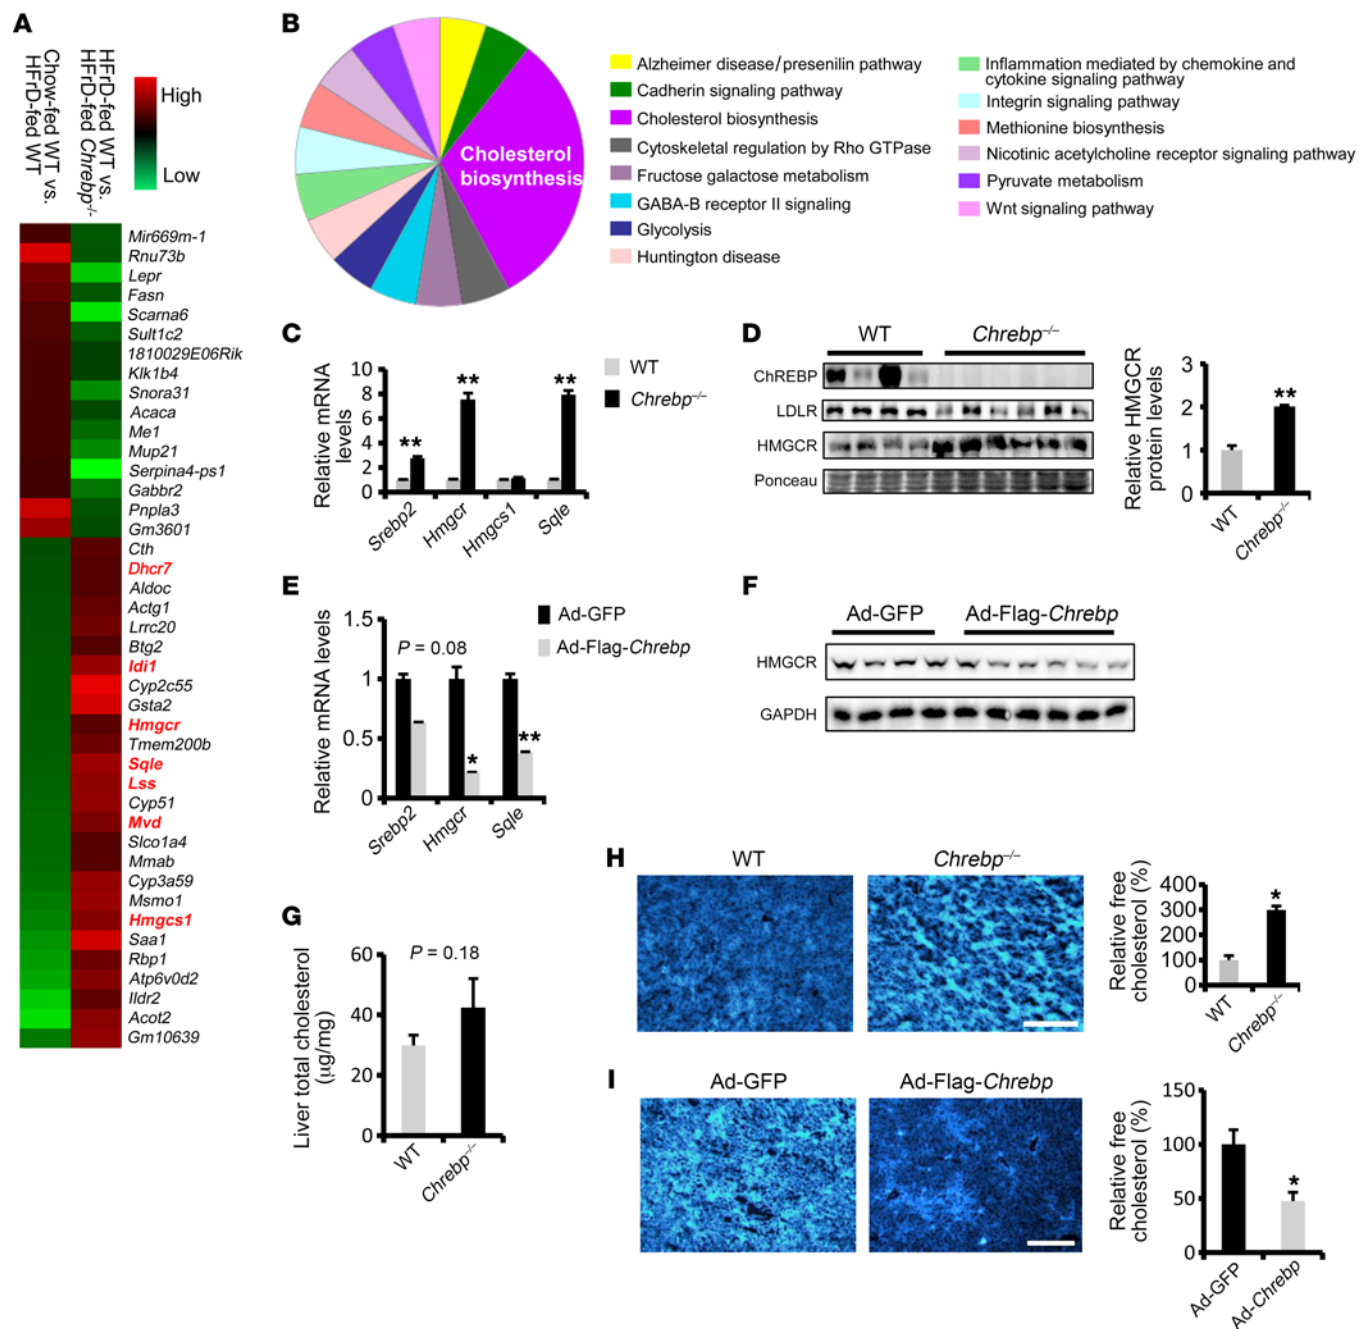 A
Chow-fed WT vs.
HFrD-fed WT
HFrD-fed WT vs.
HFrD-fed Chrebp–/–
High
Low
Mir669m-1
Rnu73b
Lepr
Fasn
Scarna6
Sult1c2
1810029E06Rik
Klk1b4
Snora31
Acaca
Me1
Mup21
Serpina4-ps1
Gabbr2
Pnpla3
Gm3601
Cth
Dhcr7
Aldoc
Actg1
Lrrc20
Btg2
Idi1
Cyp2c55
Gsta2
Hmgcr
Tmem200b
Sqle
Lss
Cyp51
Mvd
Slco1a4
Mmab
Cyp3a59
Msmo1
Hmgcs1
Saa1
Rbp1
Atp6v0d2
Ildr2
Acot2
Gm10639
B
Cholesterol
biosynthesis
Alzheimer disease/presenilin pathway
Cadherin signaling pathway
Cholesterol biosynthesis
Cytoskeletal regulation by Rho GTPase
Fructose galactose metabolism
GABA-B receptor II signaling
Glycolysis
Huntington disease
Inflammation mediated by chemokine and
cytokine signaling pathway
Integrin signaling pathway
Methionine biosynthesis
Nicotinic acetylcholine receptor signaling pathway
Pyruvate metabolism
Wnt signaling pathway
C
Relative mRNA
levels
10
8
6
4
2
0
**
**
**
Srebp2
Hmgcr
Hmgcs1
Sqle
WT
Chrebp–/–
D
WT
Chrebp–/–
ChREBP
LDLR
HMGCR
Ponceau
Relative HMGCR
protein levels
3
2
1
0
**
WT
Chrebp–/–
E
Relative mRNA levels
1.5
1
0.5
0
P = 0.08
*
**
Srebp2
Hmgcr
Sqle
Ad-GFP
Ad-Flag-Chrebp
F
Ad-GFP
Ad-Flag-Chrebp
HMGCR
GAPDH
G
Liver total cholesterol
(μg/mg)
60
40
20
0
P = 0.18
WT
Chrebp–/–
H
WT
Chrebp–/–
Relative free
cholesterol (%)
400
300
200
100
0
*
WT
Chrebp–/–
I
Ad-GFP
Ad-Flag-Chrebp
Relative free
cholesterol (%)
150
100
50
0
*
Ad-GFP
Ad-Chrebp